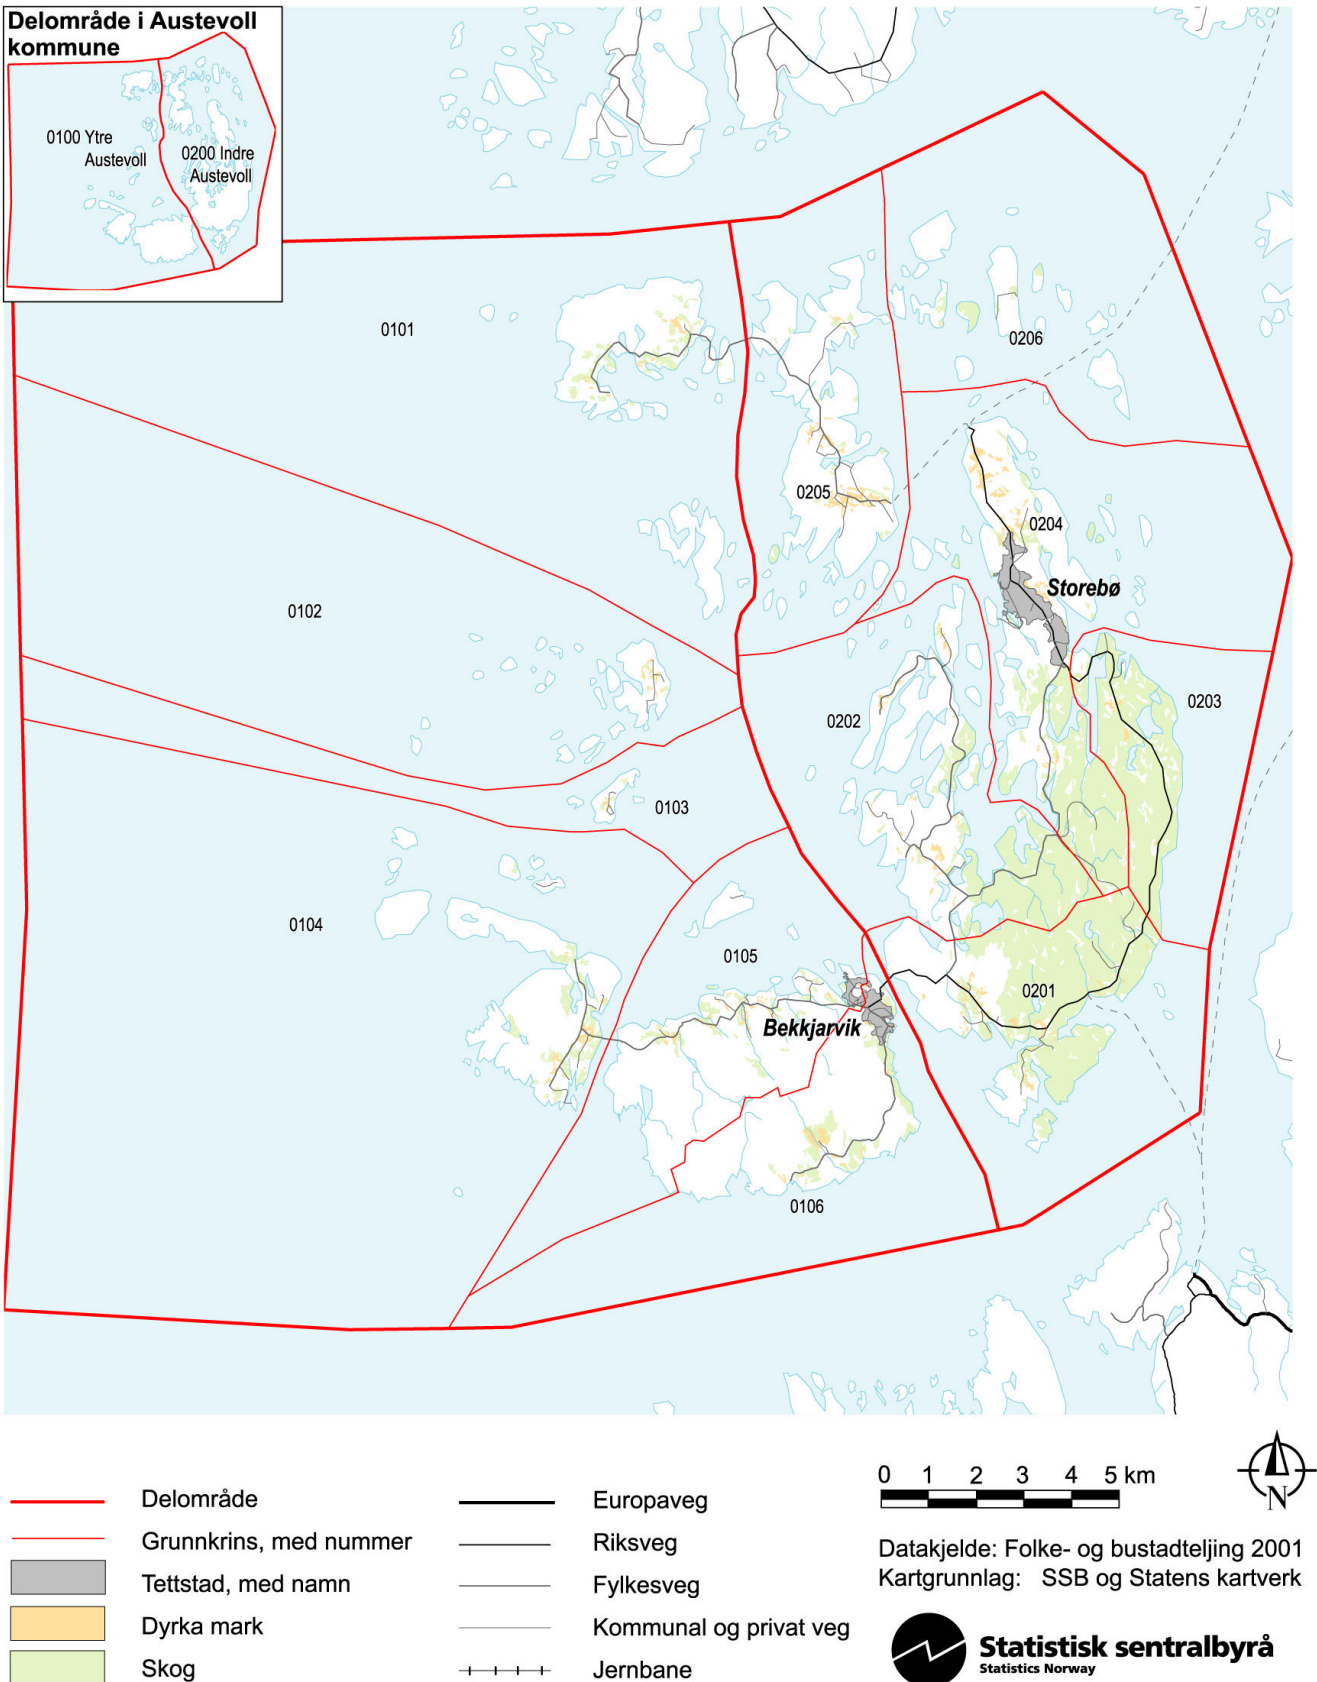 Delområde i Austevoll
kommune
0100 Ytre
Austevoll
0200 Indre
Austevoll
0101
0206
0205
0204
Storebø
0102
0202
0203
0103
0104
0105
0201
Bekkjarvik
0106
Delområde
Grunnkrins, med nummer
Tettstad, med namn
Dyrka mark
Skog
Europaveg
Riksveg
Fylkesveg
Kommunal og privat veg
Jernbane
0 1 2 3 4 5 km
N
Datakjelde: Folke- og bustadteljing 2001
Kartgrunnlag: SSB og Statens kartverk
Statistisk sentralbyrå
Statistics Norway